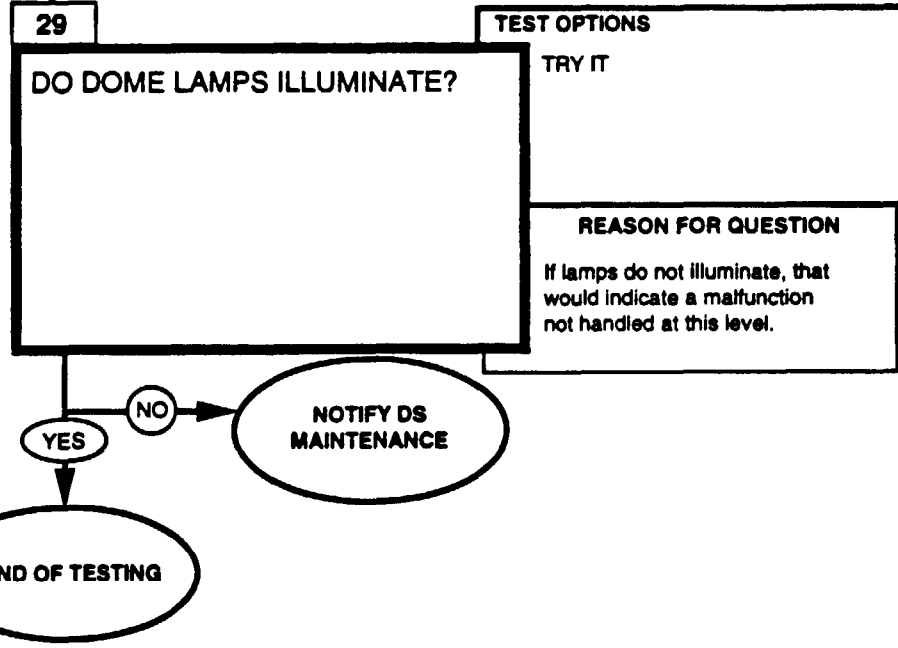 29
TEST OPTIONS
TRY IT
DO DOME LAMPS ILLUMINATE?
REASON FOR QUESTION
If lamps do not illuminate, that
would indicate a malfunction
not handled at this level.
NO
NOTIFY DS
MAINTENANCE
YES
ND OF TESTING